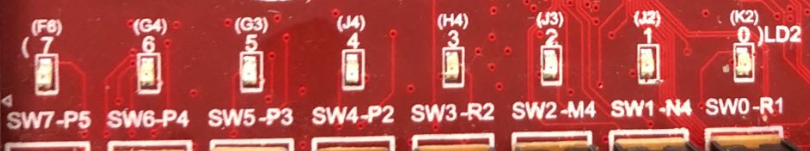 (F6) (G4) (G3) (J4) (H4) (J3) (J2) (K2)
(7 6 5 4 3 2 1 0)LD2
SW7-P5 SW6-P4 SW5-P3 SW4-P2 SW3-R2 SW2-M4 SW1-N4 SW0-R1